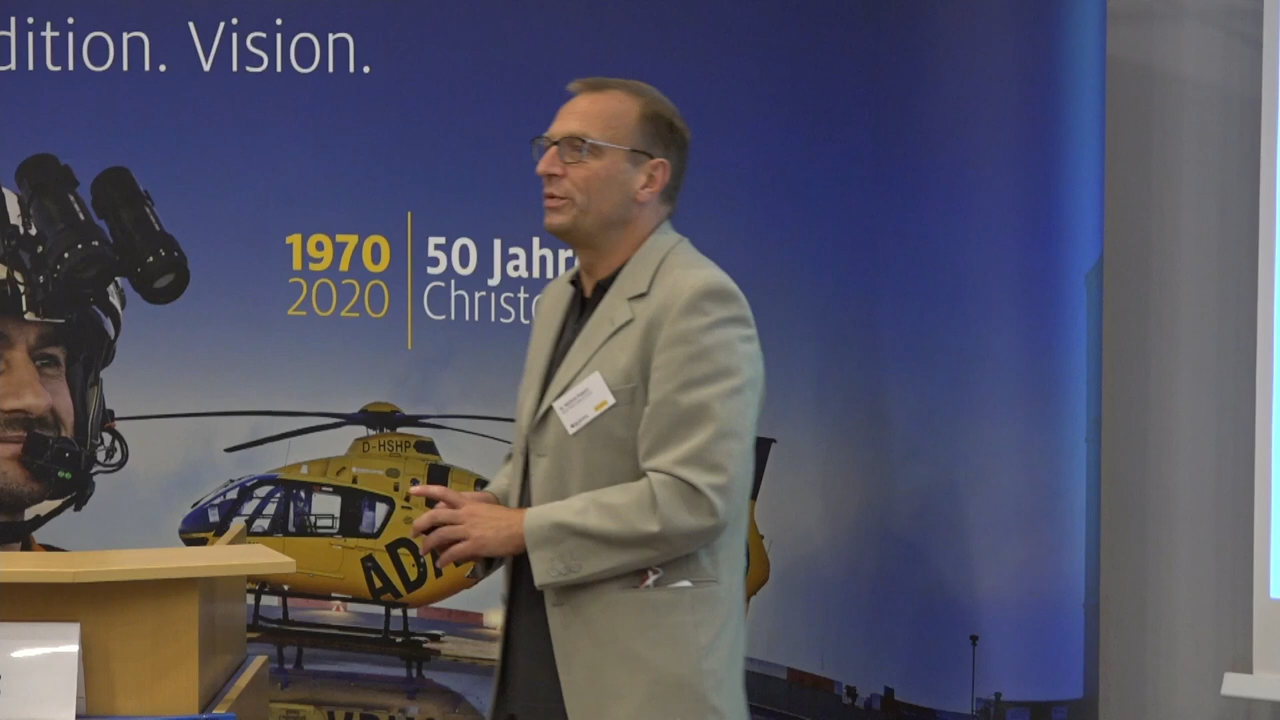 dition. Vision.
1970
2020
50 Jahr
Christo
D-HSHP
ADA